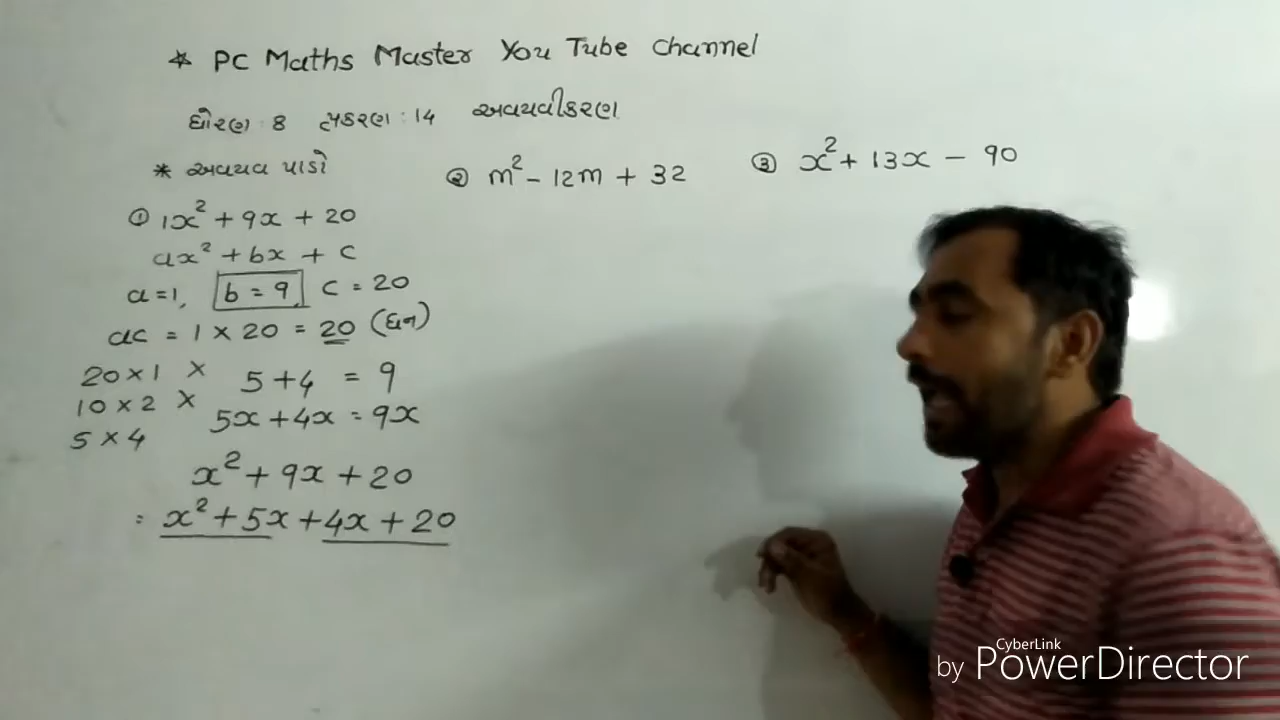 * PC Maths Master You Tube Channel
ધોરણ : 8 પ્રકરણ : 14 અવયવીકરણ
* અવયવ પાડો
① 1x² + 9x + 20
ax² + bx + c
a = 1, b = 9, c = 20
ac = 1 × 20 = 20 (ધન)
20 × 1 ×
10 × 2 ×
5 × 4
5 + 4 = 9
5x + 4x = 9x
x² + 9x + 20
= x² + 5x + 4x + 20
② m² - 12m + 32
③ x² + 13x - 90
CyberLink
by PowerDirector